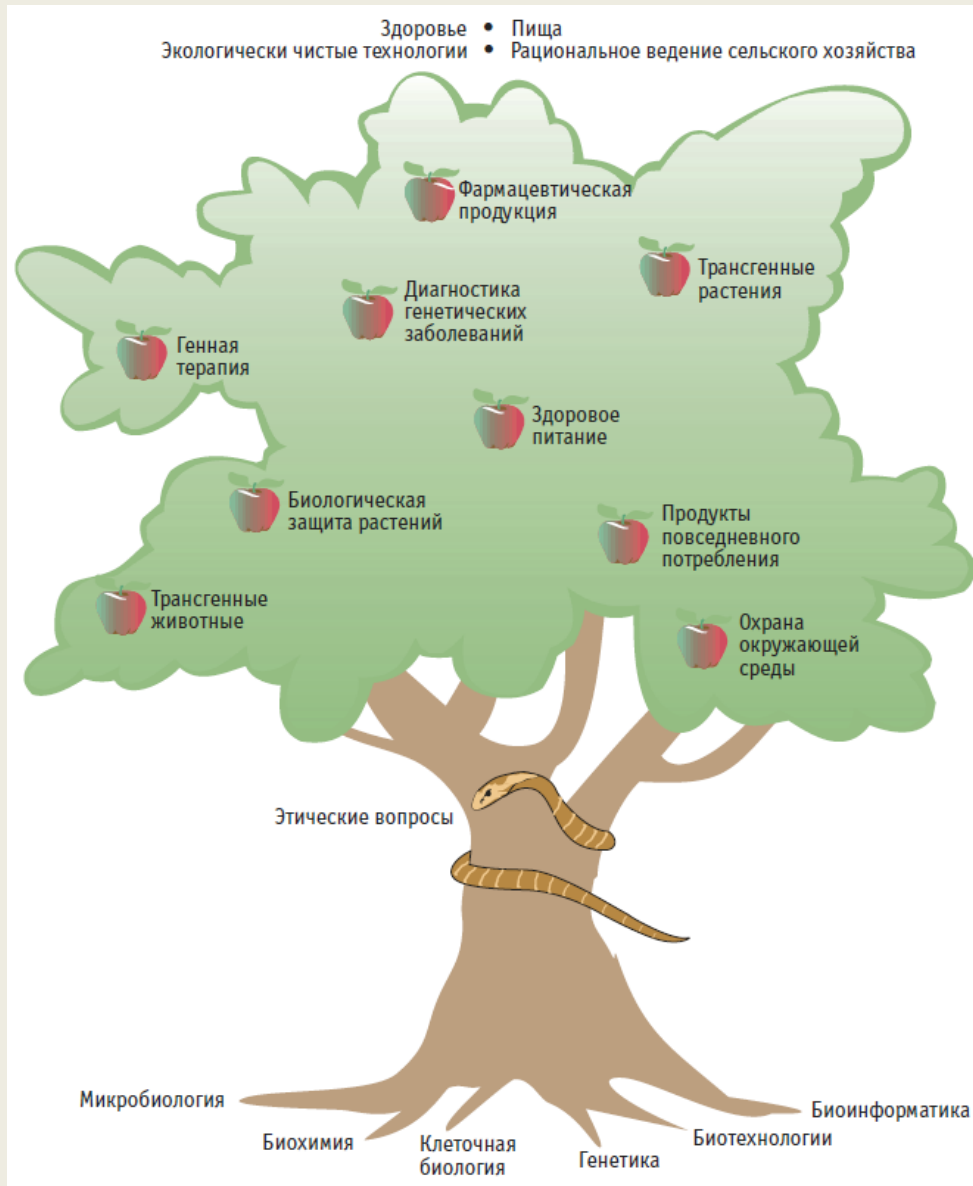 Здоровье • Пища
Экологически чистые технологии • Рациональное ведение сельского хозяйства
Фармацевтическая
продукция
Трансгенные
растения
Диагностика
генетических
заболеваний
Генная
терапия
Здоровое
питание
Биологическая
защита растений
Продукты
повседневного
потребления
Трансгенные
животные
Охрана
окружающей
среды
Этические вопросы
Микробиология
Биохимия
Клеточная
биология
Генетика
Биотехнологии
Биоинформатика